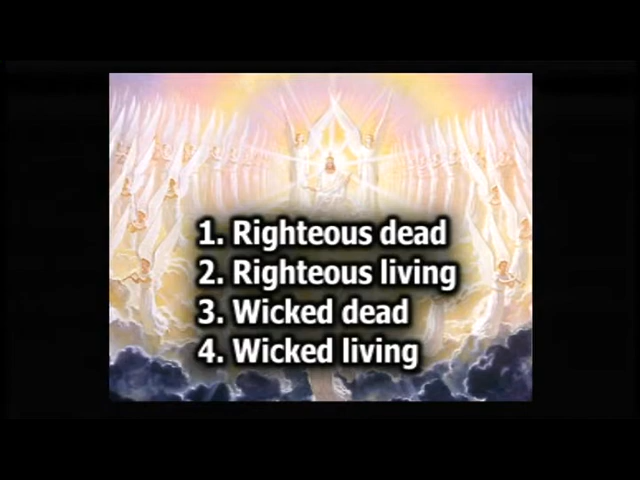 1. Righteous dead
2. Righteous living
3. Wicked dead
4. Wicked living